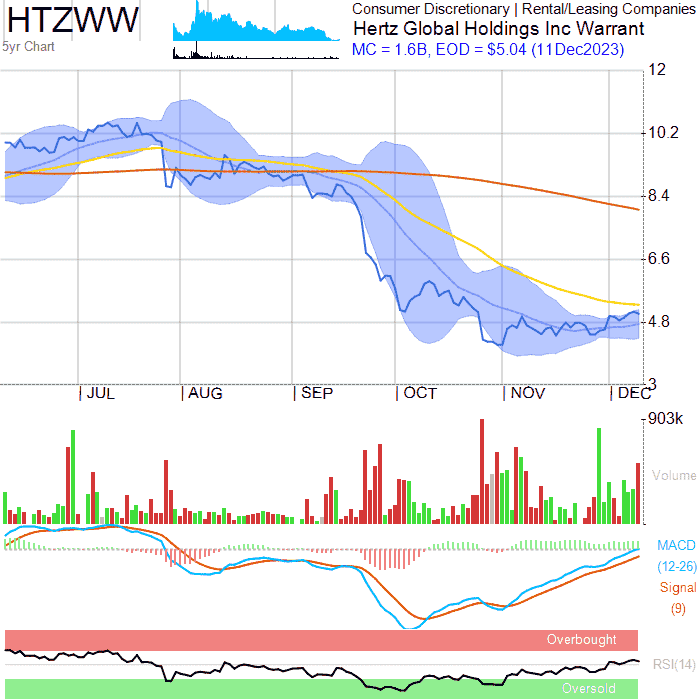 HTZWW
5yr Chart
Consumer Discretionary | Rental/Leasing Companies
Hertz Global Holdings Inc Warrant
MC = 1.6B, EOD = $5.04 (11Dec2023)
12
10.2
8.4
6.6
4.8
3
JUL AUG SEP OCT NOV DEC
903k
Volume
MACD
(12-26)
Signal
(9)
Overbought
RSI(14)
Oversold